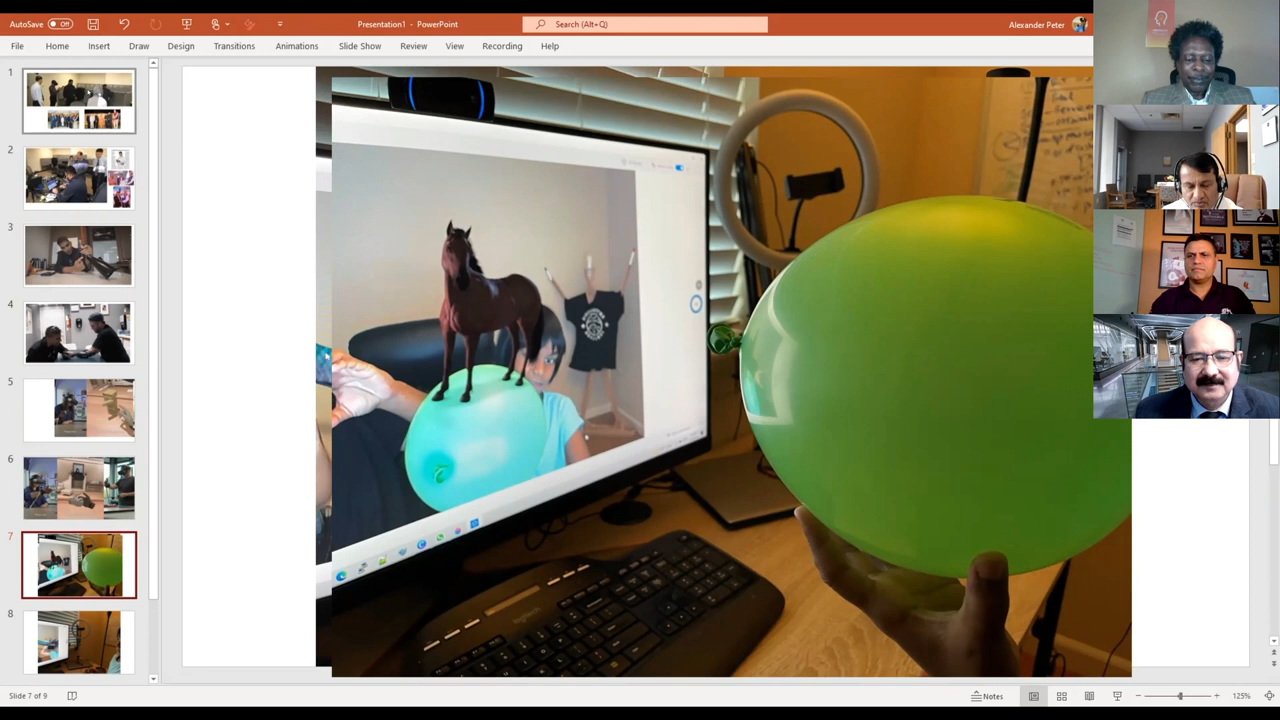 AutoSave Off Presentation1 - PowerPoint Search (Alt+Q) Alexander Peter
File Home Insert Draw Design Transitions Animations Slide Show Review View Recording Help
1
2
3
4
5
6
7
8
logitech
Slide 7 of 9 Notes 125%